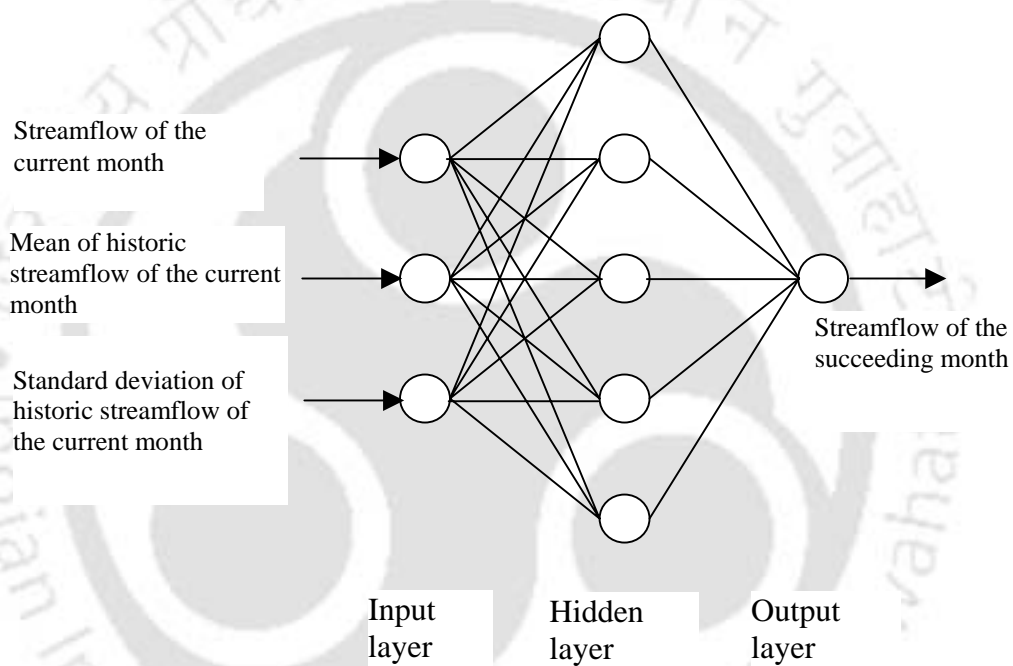 Streamflow of the
current month
Mean of historic
streamflow of the current
month
Standard deviation of
historic streamflow of
the current month
Streamflow of the
succeeding month
Input
layer
Hidden
layer
Output
layer